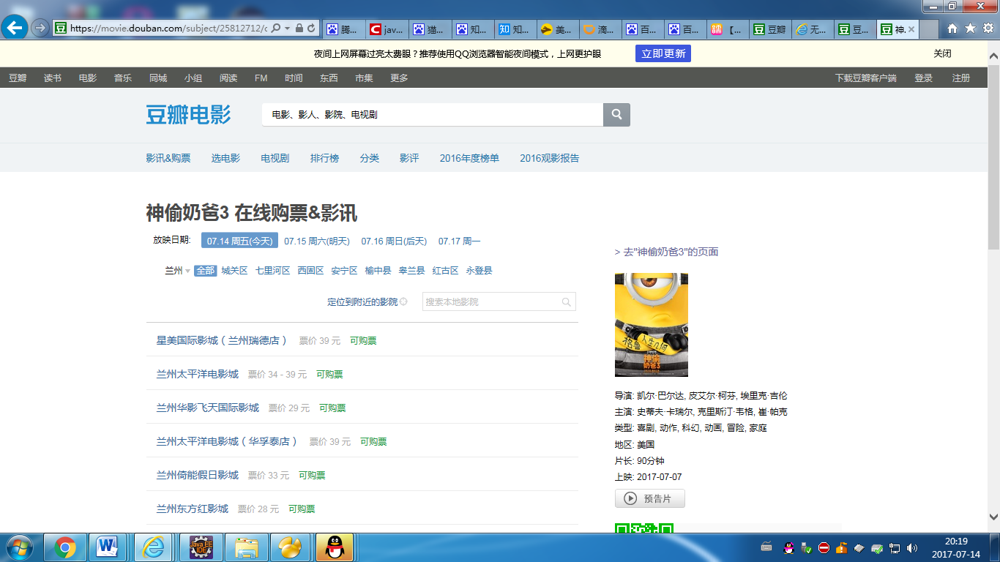 https://movie.douban.com/subject/25812712/c
腾...
jav...
猫...
知...
知...
美...
滴...
百...
百...
【...
豆瓣
无...
豆...
神...
夜间上网屏幕过亮太费眼？推荐使用QQ浏览器智能夜间模式，上网更护眼
立即更新
关闭
豆瓣 读书 电影 音乐 同城 小组 阅读 FM 时间 东西 市集 更多 下载豆瓣客户端 登录 注册
豆瓣电影
电影、影人、影院、电视剧
影讯&购票 选电影 电视剧 排行榜 分类 影评 2016年度榜单 2016观影报告
神偷奶爸3 在线购票&影讯
放映日期: 07.14 周五(今天) 07.15 周六(明天) 07.16 周日(后天) 07.17 周一
兰州 全部 城关区 七里河区 西固区 安宁区 榆中县 皋兰县 红古区 永登县
定位到附近的影院 搜索本地影院
星美国际影城（兰州瑞德店） 票价 39 元 可购票
兰州太平洋电影城 票价 34 - 39 元 可购票
兰州华影飞天国际影城 票价 29 元 可购票
兰州太平洋电影城（华孚泰店） 票价 39 元 可购票
兰州倚能假日影城 票价 33 元 可购票
兰州东方红影城 票价 28 元 可购票
> 去"神偷奶爸3"的页面
格鲁 人生几何
神偷
奶爸3
导演: 凯尔·巴尔达, 皮艾尔·柯芬, 埃里克·吉伦
主演: 史蒂夫·卡瑞尔, 克里斯汀·韦格, 崔·帕克
类型: 喜剧, 动作, 科幻, 动画, 冒险, 家庭
地区: 美国
片长: 90分钟
上映: 2017-07-07
预告片
Java EE
IDE
20:19
2017-07-14